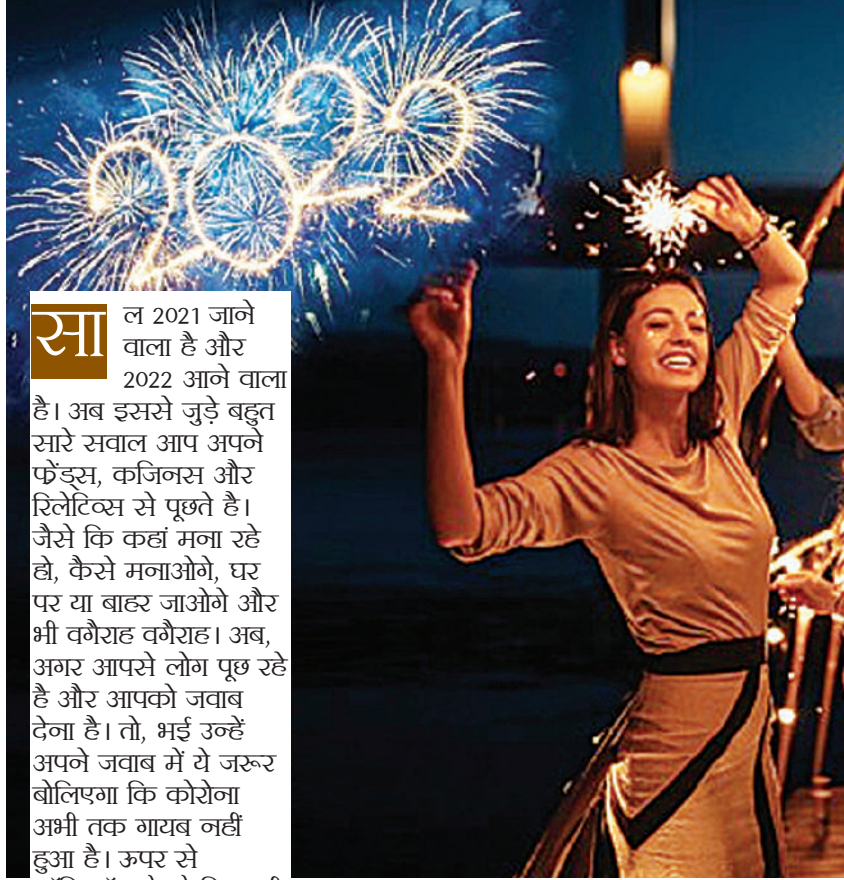 2022
साल 2021 जाने
वाला है और
2022 आने वाला
है। अब इससे जुड़े बहुत
सारे सवाल आप अपने
फ्रेंड्स, कजिनस और
रिलेटिव्स से पूछते है।
जैसे कि कहां मना रहे
हो, कैसे मनाओगे, घर
पर या बाहर जाओगे और
भी वगैराह वगैराह। अब,
अगर आपसे लोग पूछ रहे
है और आपको जवाब
देना है। तो, भई उन्हें
अपने जवाब में ये जरूर
बोलिएगा कि कोरोना
अभी तक गायब नहीं
हुआ है। ऊपर से